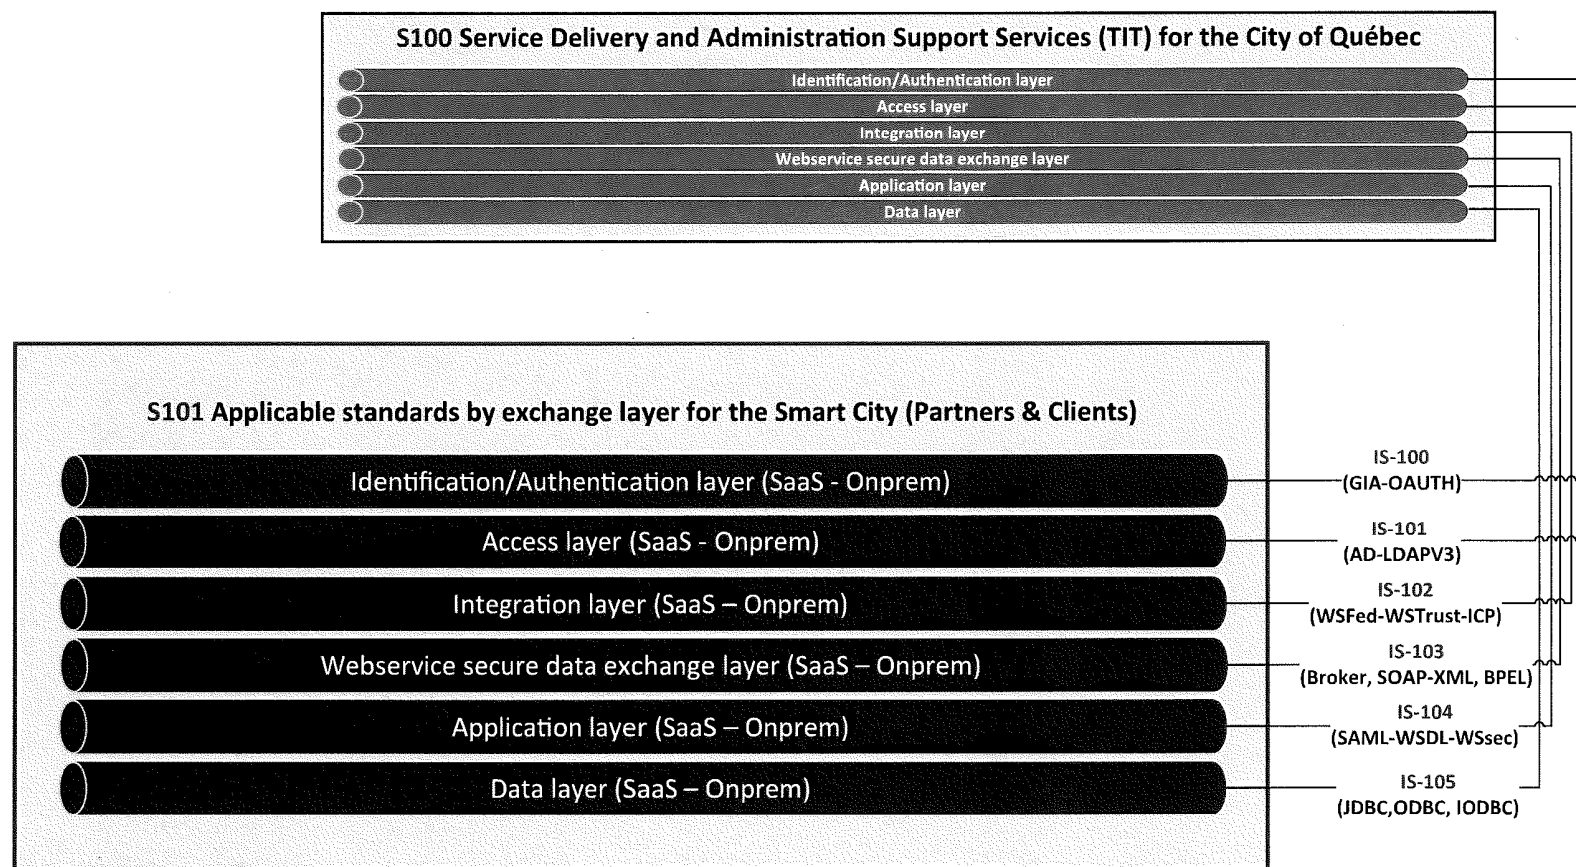 S100 Service Delivery and Administration Support Services (TIT) for the City of Québec
Identification/Authentication layer
Access layer
Integration layer
Webservice secure data exchange layer
Application layer
Data layer
S101 Applicable standards by exchange layer for the Smart City (Partners & Clients)
Identification/Authentication layer (SaaS - Onprem)
IS-100
(GIA-OAUTH)
Access layer (SaaS - Onprem)
IS-101
(AD-LDAPV3)
Integration layer (SaaS – Onprem)
IS-102
(WSFed-WSTrust-ICP)
Webservice secure data exchange layer (SaaS – Onprem)
IS-103
(Broker, SOAP-XML, BPEL)
Application layer (SaaS – Onprem)
IS-104
(SAML-WSDL-WSsec)
Data layer (SaaS – Onprem)
IS-105
(JDBC,ODBC, IODBC)